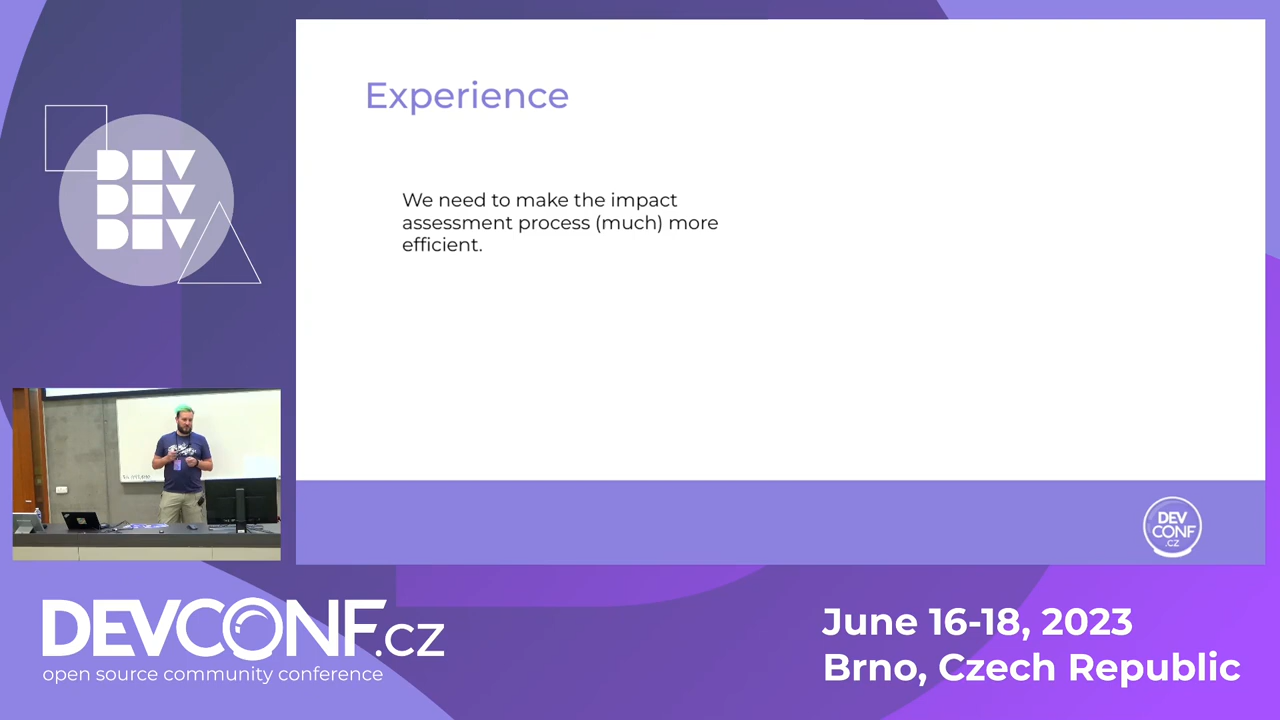 Experience
We need to make the impact
assessment process (much) more
efficient.
DEV
DEV
DEV
DEV
CONF
.CZ
DEVCONF.cz
open source community conference
June 16-18, 2023
Brno, Czech Republic